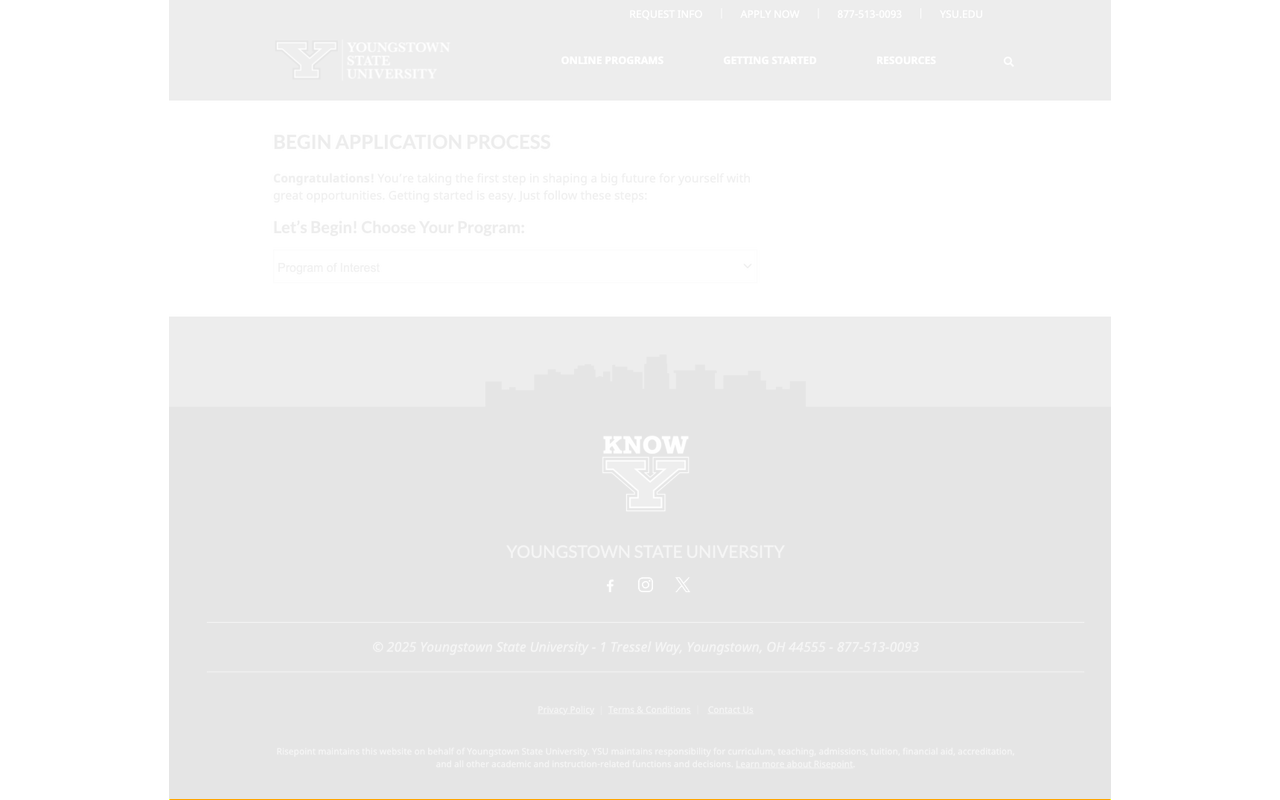 REQUEST INFO
APPLY NOW
877-513-0093
YSU.EDU
YOUNGSTOWN
STATE
UNIVERSITY
ONLINE PROGRAMS
GETTING STARTED
RESOURCES
BEGIN APPLICATION PROCESS
Congratulations! You're taking the first step in shaping a big future for yourself with
great opportunities. Getting started is easy. Just follow these steps:
Let's Begin! Choose Your Program:
Program of Interest
KNOW
Y
YOUNGSTOWN STATE UNIVERSITY
© 2025 Youngstown State University - 1 Tressel Way, Youngstown, OH 44555 - 877-513-0093
Privacy Policy | Terms & Conditions | Contact Us
Risepoint maintains this website on behalf of Youngstown State University. YSU maintains responsibility for curriculum, teaching, admissions, tuition, financial aid, accreditation,
and all other academic and instruction-related functions and decisions. Learn more about Risepoint.